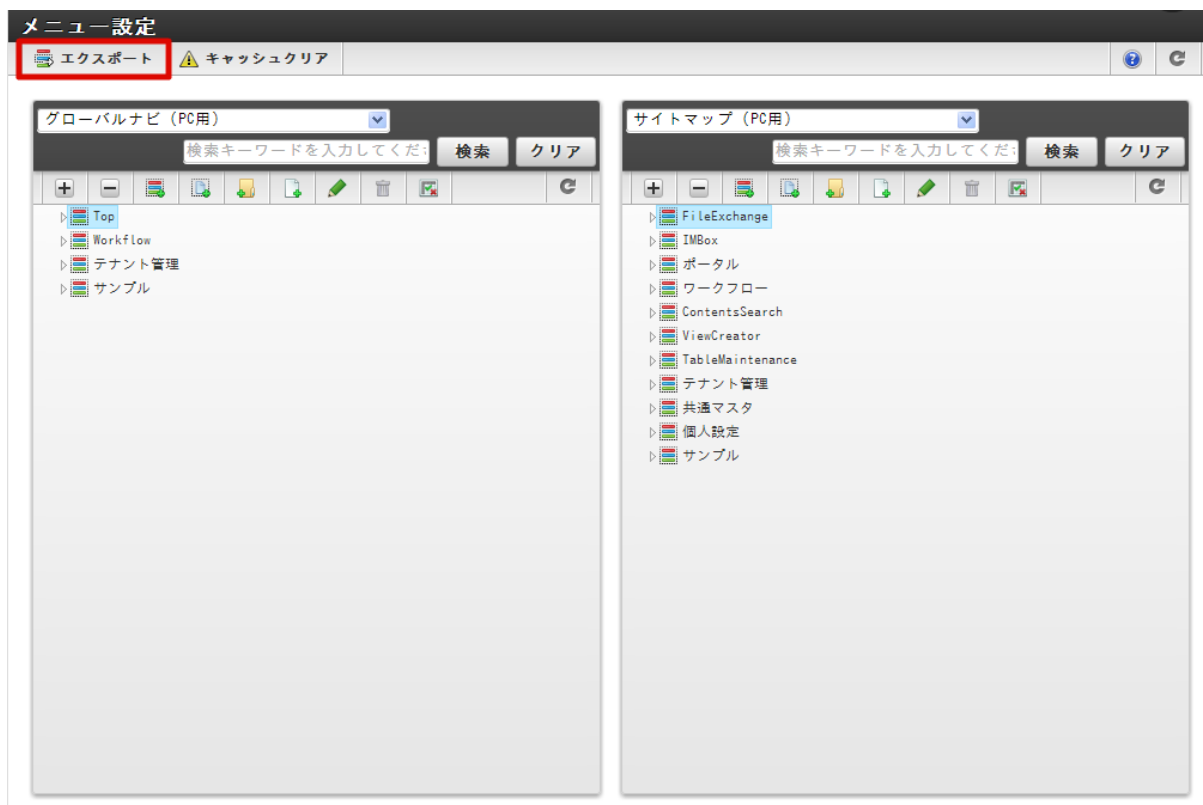 メニュー設定
エクスポート キャッシュクリア
グローバルナビ（PC用）
検索キーワードを入力してくだ 検索 クリア
Top
Workflow
テナント管理
サンプル
サイトマップ（PC用）
検索キーワードを入力してくだ 検索 クリア
FileExchange
IMBox
ポータル
ワークフロー
ContentsSearch
ViewCreator
TableMaintenance
テナント管理
共通マスタ
個人設定
サンプル